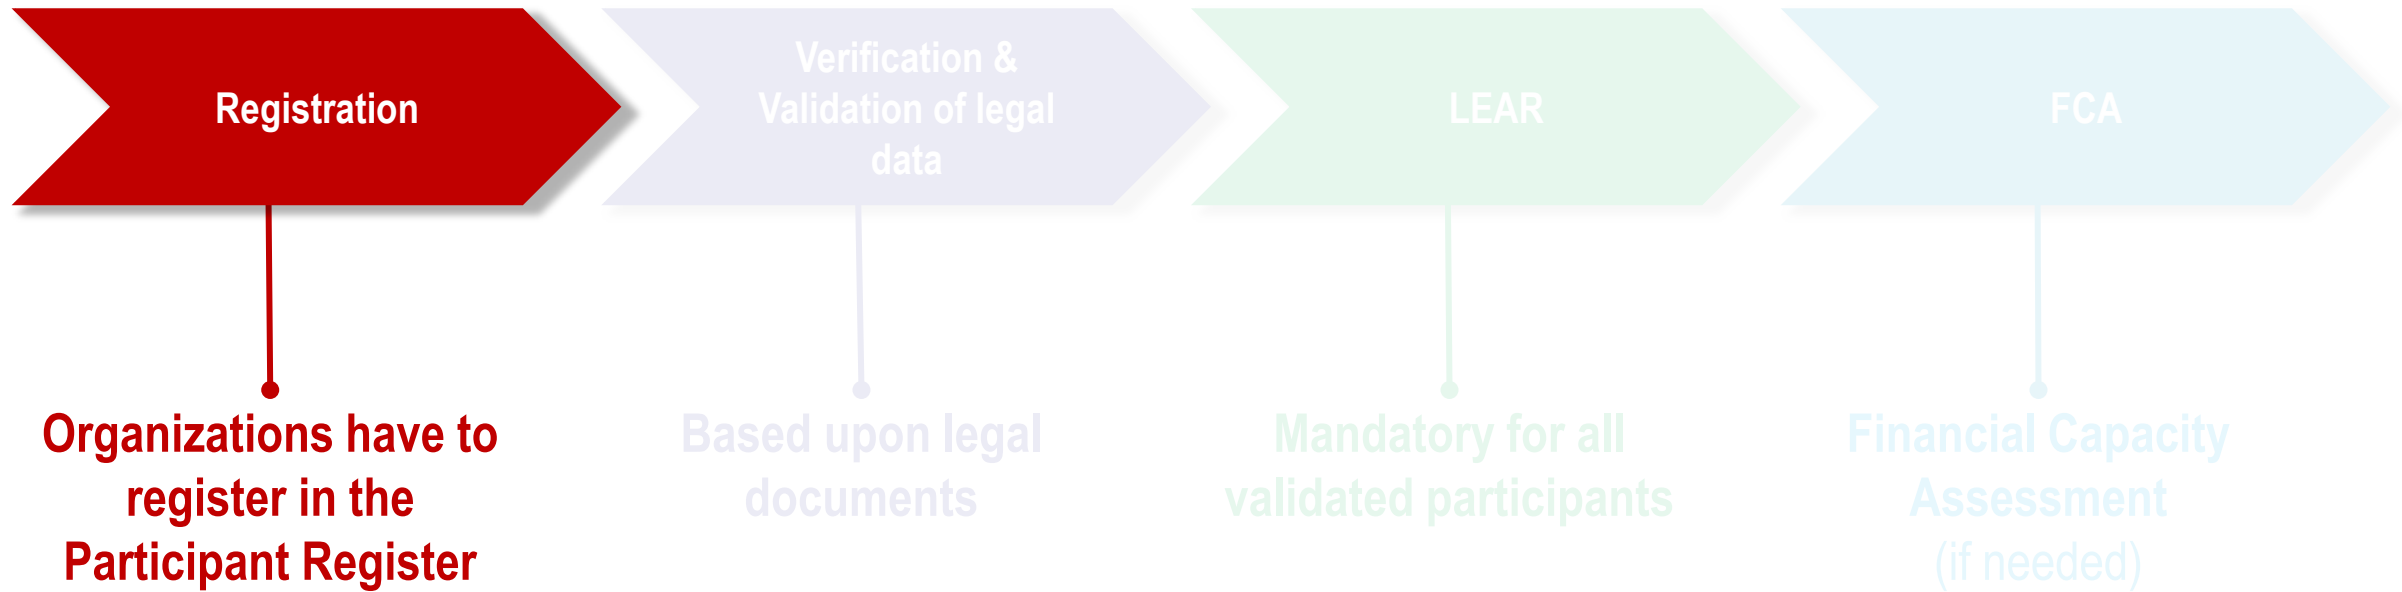 Registration
Verification &
Validation of legal
data
LEAR
FCA
Organizations have to
register in the
Participant Register
Based upon legal
documents
Mandatory for all
validated participants
Financial Capacity
Assessment
(if needed)